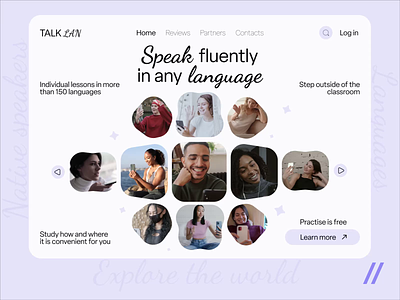 TALK LAN
Home Reviews Partners Contacts
Log in
Speak fluently
in any language
Individual lessons in more
than 150 languages
Step outside of the
classroom
Study how and where
it is convenient for you
Practise is free
Learn more
Native speakers
Explore the world